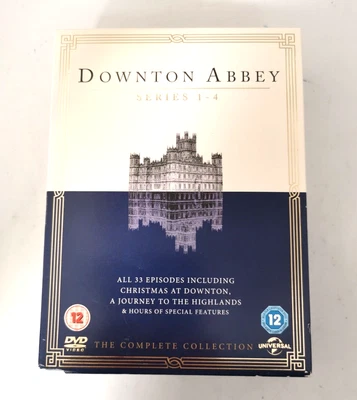 DOWNTON ABBEY
SERIES 1-4
ALL 33 EPISODES INCLUDING
CHRISTMAS AT DOWNTON,
A JOURNEY TO THE HIGHLANDS
& HOURS OF SPECIAL FEATURES
12
12
DVD
VIDEO
THE COMPLETE COLLECTION
UNIVERSAL